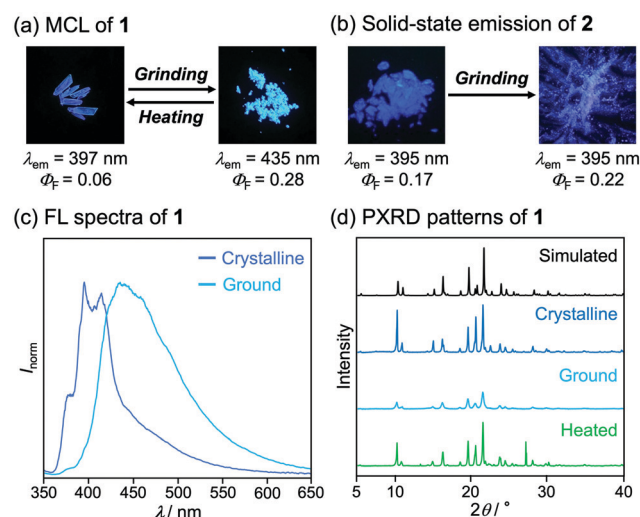 (a) MCL of 1
Grinding
Heating
λem = 397 nm
ΦF = 0.06
λem = 435 nm
ΦF = 0.28
(b) Solid-state emission of 2
Grinding
λem = 395 nm
ΦF = 0.17
λem = 395 nm
ΦF = 0.22
(c) FL spectra of 1
Crystalline
Ground
Inorm
350 400 450 500 550 600 650
λ/ nm
(d) PXRD patterns of 1
Simulated
Crystalline
Ground
Heated
Intensity
5 10 20 30 40
2θ / °